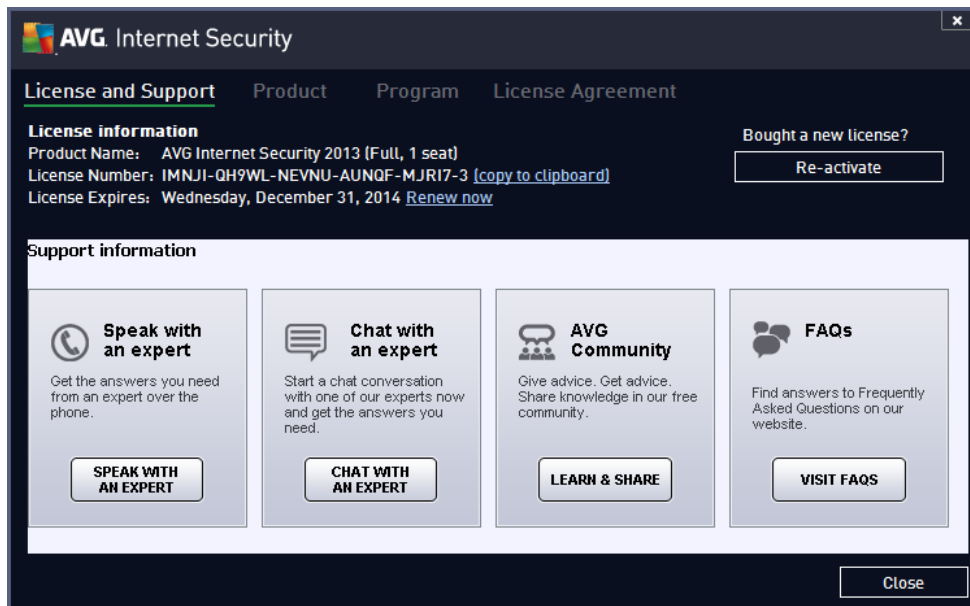 AVG. Internet Security
License and Support Product Program License Agreement
License information
Product Name: AVG Internet Security 2013 (Full, 1 seat)
License Number: IMNJI-QH9WL-NEVNU-AUNQF-MJRI7-3 (copy to clipboard)
License Expires: Wednesday, December 31, 2014 Renew now
Bought a new license?
Re-activate
Support information
Speak with
an expert
Get the answers you need
from an expert over the
phone.
SPEAK WITH
AN EXPERT
Chat with
an expert
Start a chat conversation
with one of our experts now
and get the answers you
need.
CHAT WITH
AN EXPERT
AVG
Community
Give advice. Get advice.
Share knowledge in our free
community.
LEARN & SHARE
FAQs
Find answers to Frequently
Asked Questions on our
website.
VISIT FAQS
Close